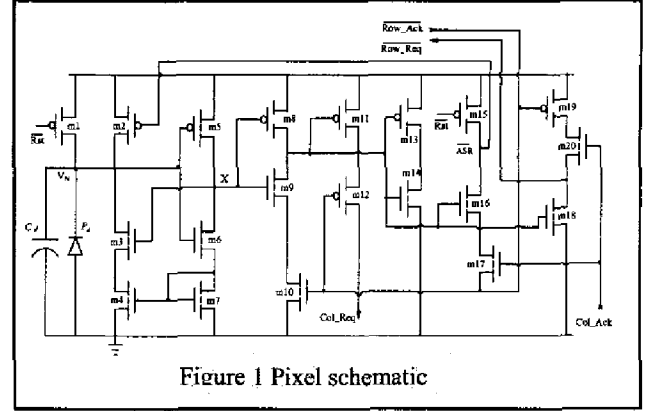 Row_Ack
Row_Req
m1
m2
m5
m8
m11
m13
m15
m19
Rst
Rst
ASR
m20
V_N
X
m9
m12
m14
m16
m18
C_d
P_d
m3
m6
m17
m4
m7
m10
Col_Req
Col_Ack
Figure 1 Pixel schematic